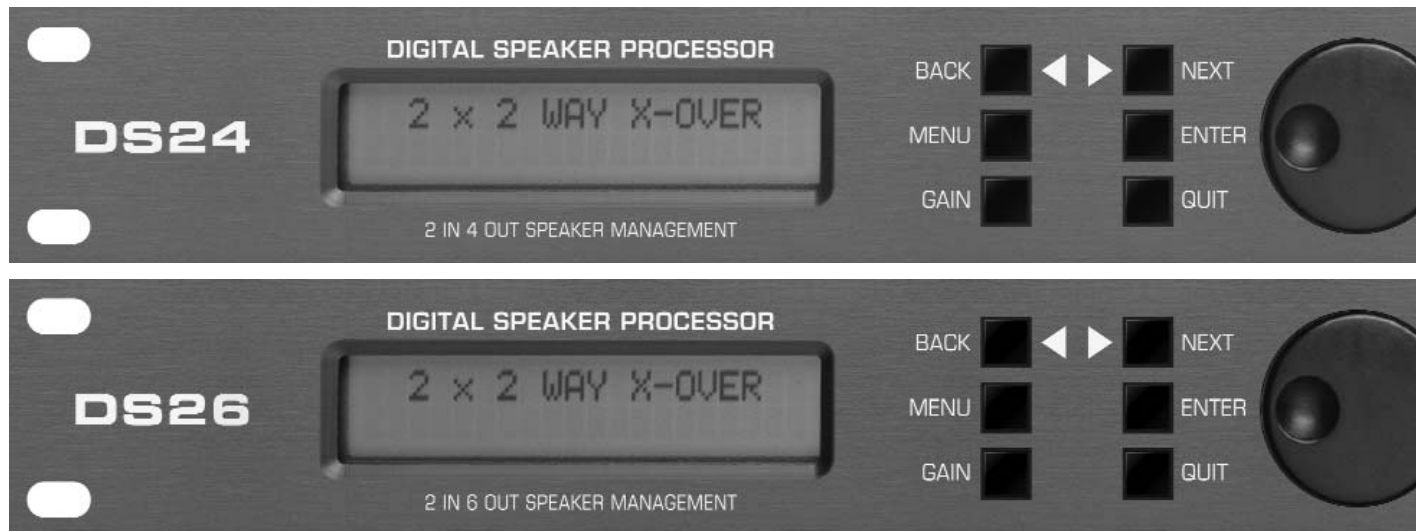 DIGITAL SPEAKER PROCESSOR
2 x 2 WAY X-OVER
DS24
2 IN 4 OUT SPEAKER MANAGEMENT
BACK NEXT
MENU ENTER
GAIN QUIT
DIGITAL SPEAKER PROCESSOR
2 x 2 WAY X-OVER
DS26
2 IN 6 OUT SPEAKER MANAGEMENT
BACK NEXT
MENU ENTER
GAIN QUIT